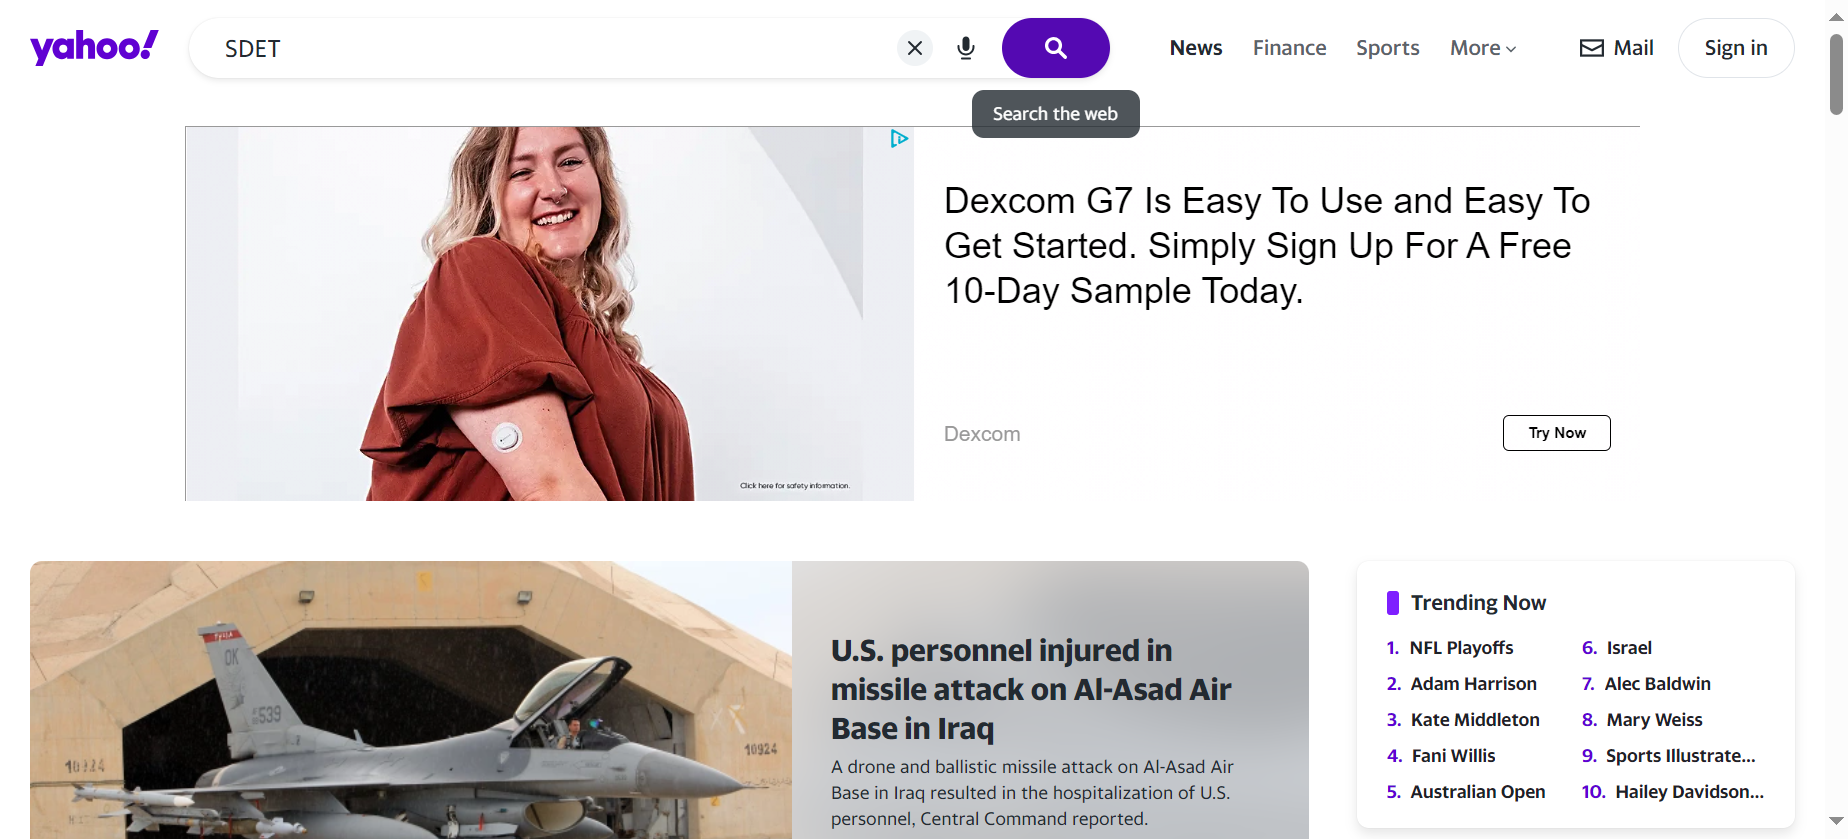 yahoo!
SDET
News
Finance
Sports
More
Mail
Sign in
Search the web
Dexcom G7 Is Easy To Use and Easy To
Get Started. Simply Sign Up For A Free
10-Day Sample Today.
Dexcom
Try Now
Click here for safety information.
OK
539
10924
10924
U.S. personnel injured in
missile attack on Al-Asad Air
Base in Iraq
A drone and ballistic missile attack on Al-Asad Air
Base in Iraq resulted in the hospitalization of U.S.
personnel, Central Command reported.
Trending Now
1. NFL Playoffs
2. Adam Harrison
3. Kate Middleton
4. Fani Willis
5. Australian Open
6. Israel
7. Alec Baldwin
8. Mary Weiss
9. Sports Illustrate...
10. Hailey Davidson...